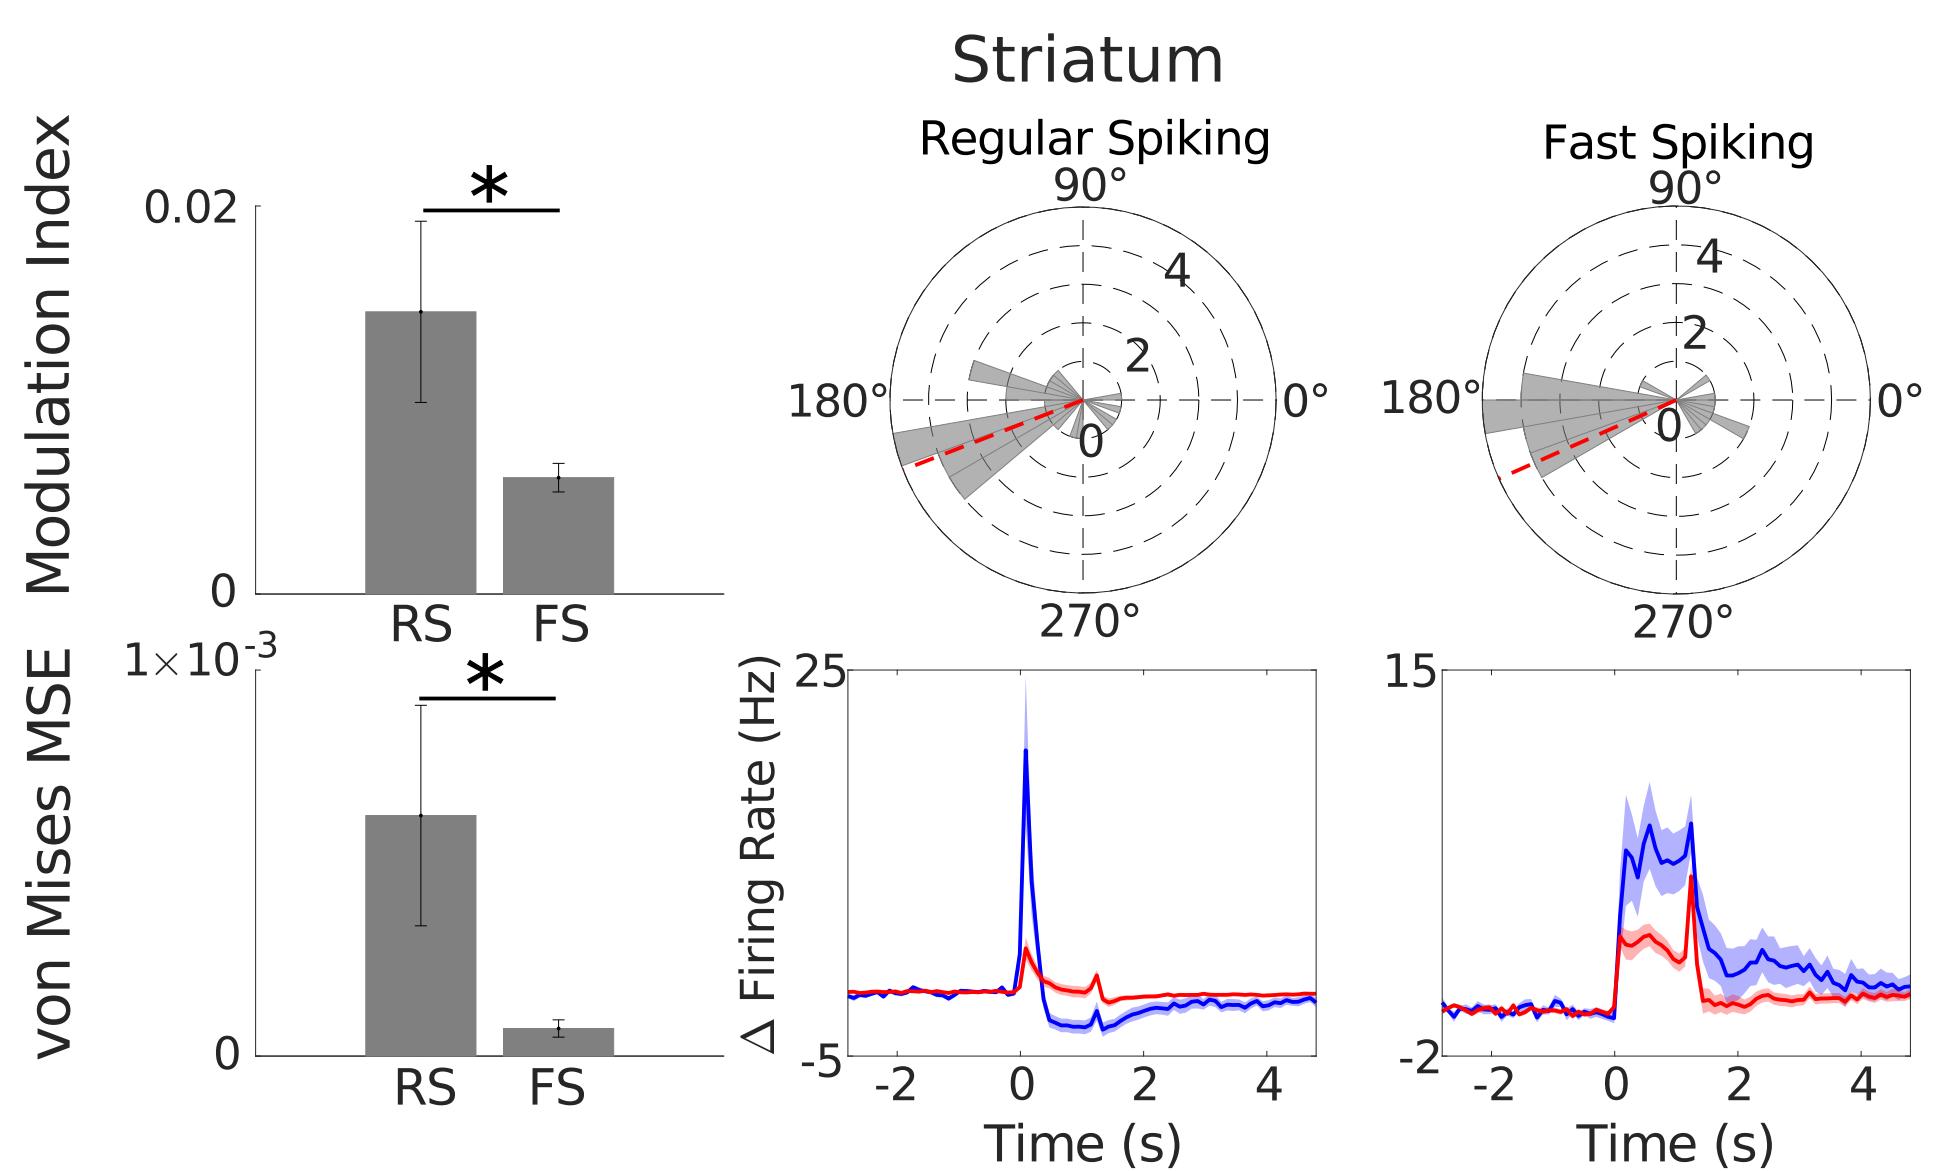 Striatum
Modulation Index
0.02
0
*
RS
FS
Regular Spiking
90°
180°
0°
270°
4
2
0
Fast Spiking
90°
180°
0°
270°
4
2
0
von Mises MSE
1×10-3
0
*
RS
FS
Δ Firing Rate (Hz)
25
-5
-2
0
2
4
Time (s)
15
-2
-2
0
2
4
Time (s)